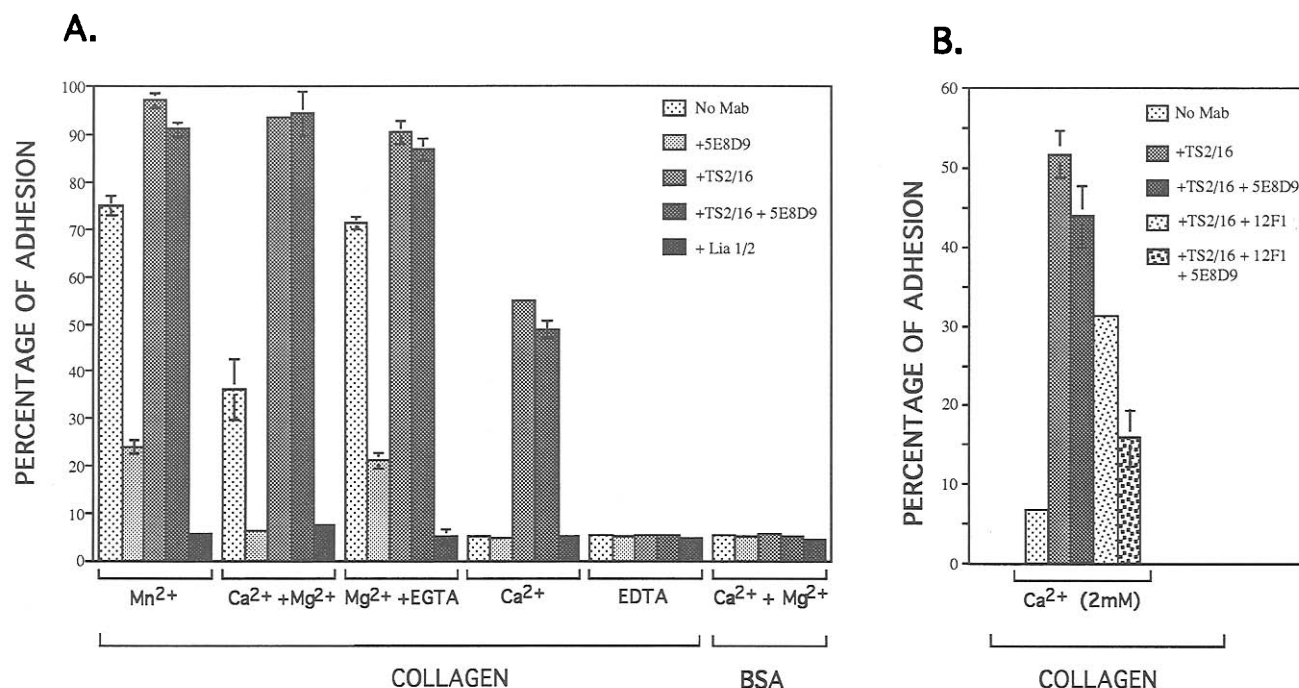 A.
PERCENTAGE OF ADHESION
100
90
80
70
60
50
40
30
20
10
0
No Mab
+5E8D9
+TS2/16
+TS2/16 + 5E8D9
+ Lia 1/2
Mn2+
Ca2+ +Mg2+
Mg2+ +EGTA
Ca2+
EDTA
Ca2+ + Mg2+
COLLAGEN
BSA
B.
PERCENTAGE OF ADHESION
60
50
40
30
20
10
0
No Mab
+TS2/16
+TS2/16 + 5E8D9
+TS2/16 + 12F1
+TS2/16 + 12F1
+ 5E8D9
Ca2+ (2mM)
COLLAGEN